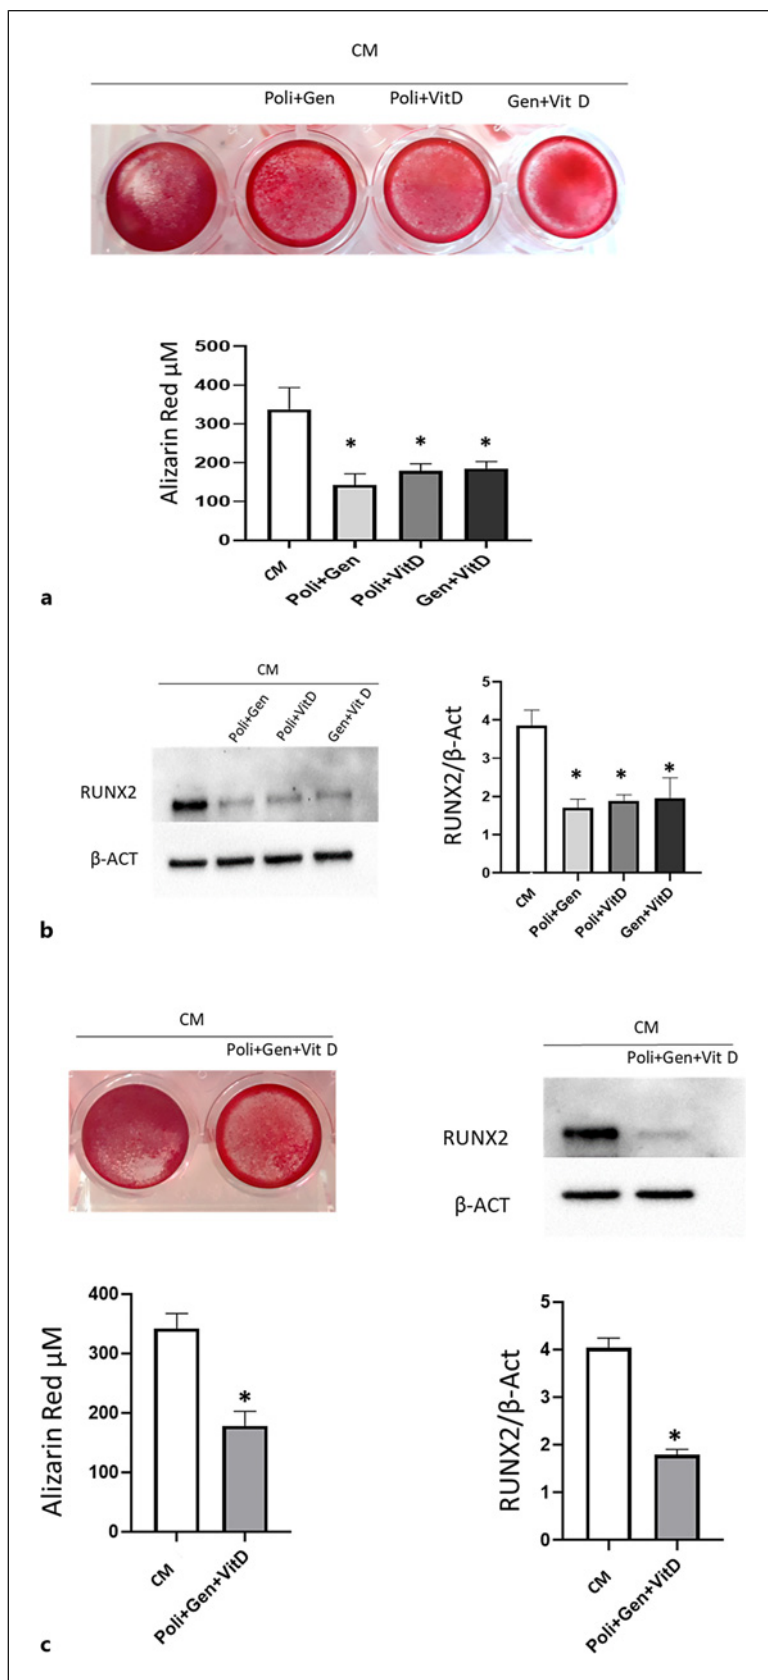 CM
Poli+Gen Poli+VitD Gen+Vit D
Alizarin Red µM
500
400
300
200
100
0
* * *
CM Poli+Gen Poli+VitD Gen+VitD
a
CM
Poli+Gen Poli+VitD Gen+Vit D
RUNX2
β-ACT
RUNX2/β-Act
5
4
3
2
1
0
* * *
CM Poli+Gen Poli+VitD Gen+VitD
b
CM
Poli+Gen+Vit D
CM
Poli+Gen+Vit D
RUNX2
β-ACT
Alizarin Red µM
400
300
200
100
0
*
CM Poli+Gen+VitD
RUNX2/β-Act
5
4
3
2
1
0
*
CM Poli+Gen+VitD
c